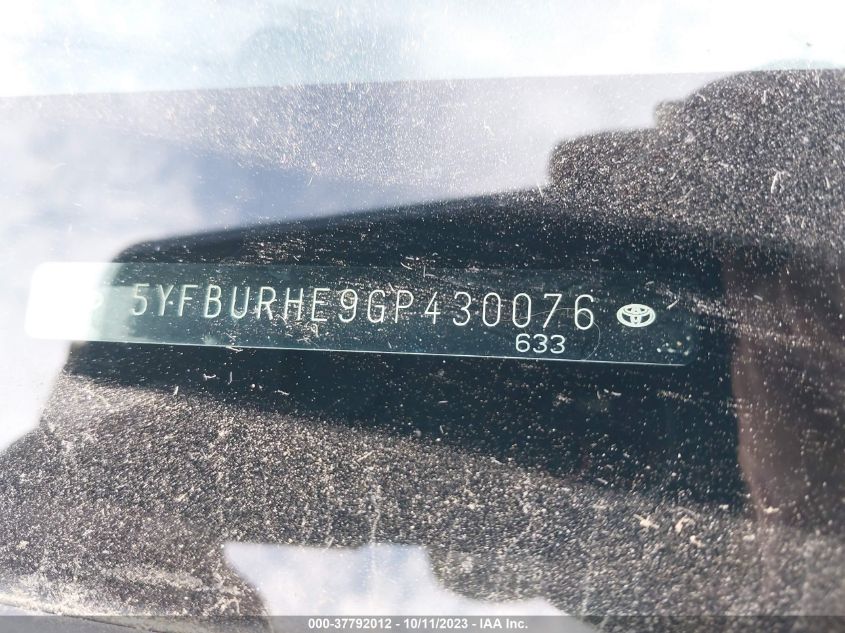 5YFBURHE9GP430076
633
000-37792012 - 10/11/2023 - IAA Inc.